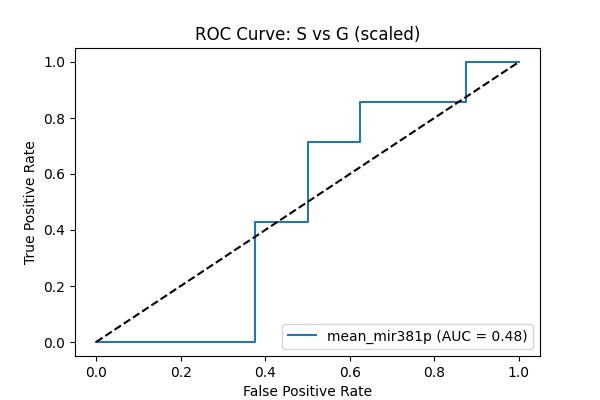 ROC Curve: S vs G (scaled)
True Positive Rate
1.0
0.8
0.6
0.4
0.2
0.0
mean_mir381p (AUC = 0.48)
0.0 0.2 0.4 0.6 0.8 1.0
False Positive Rate